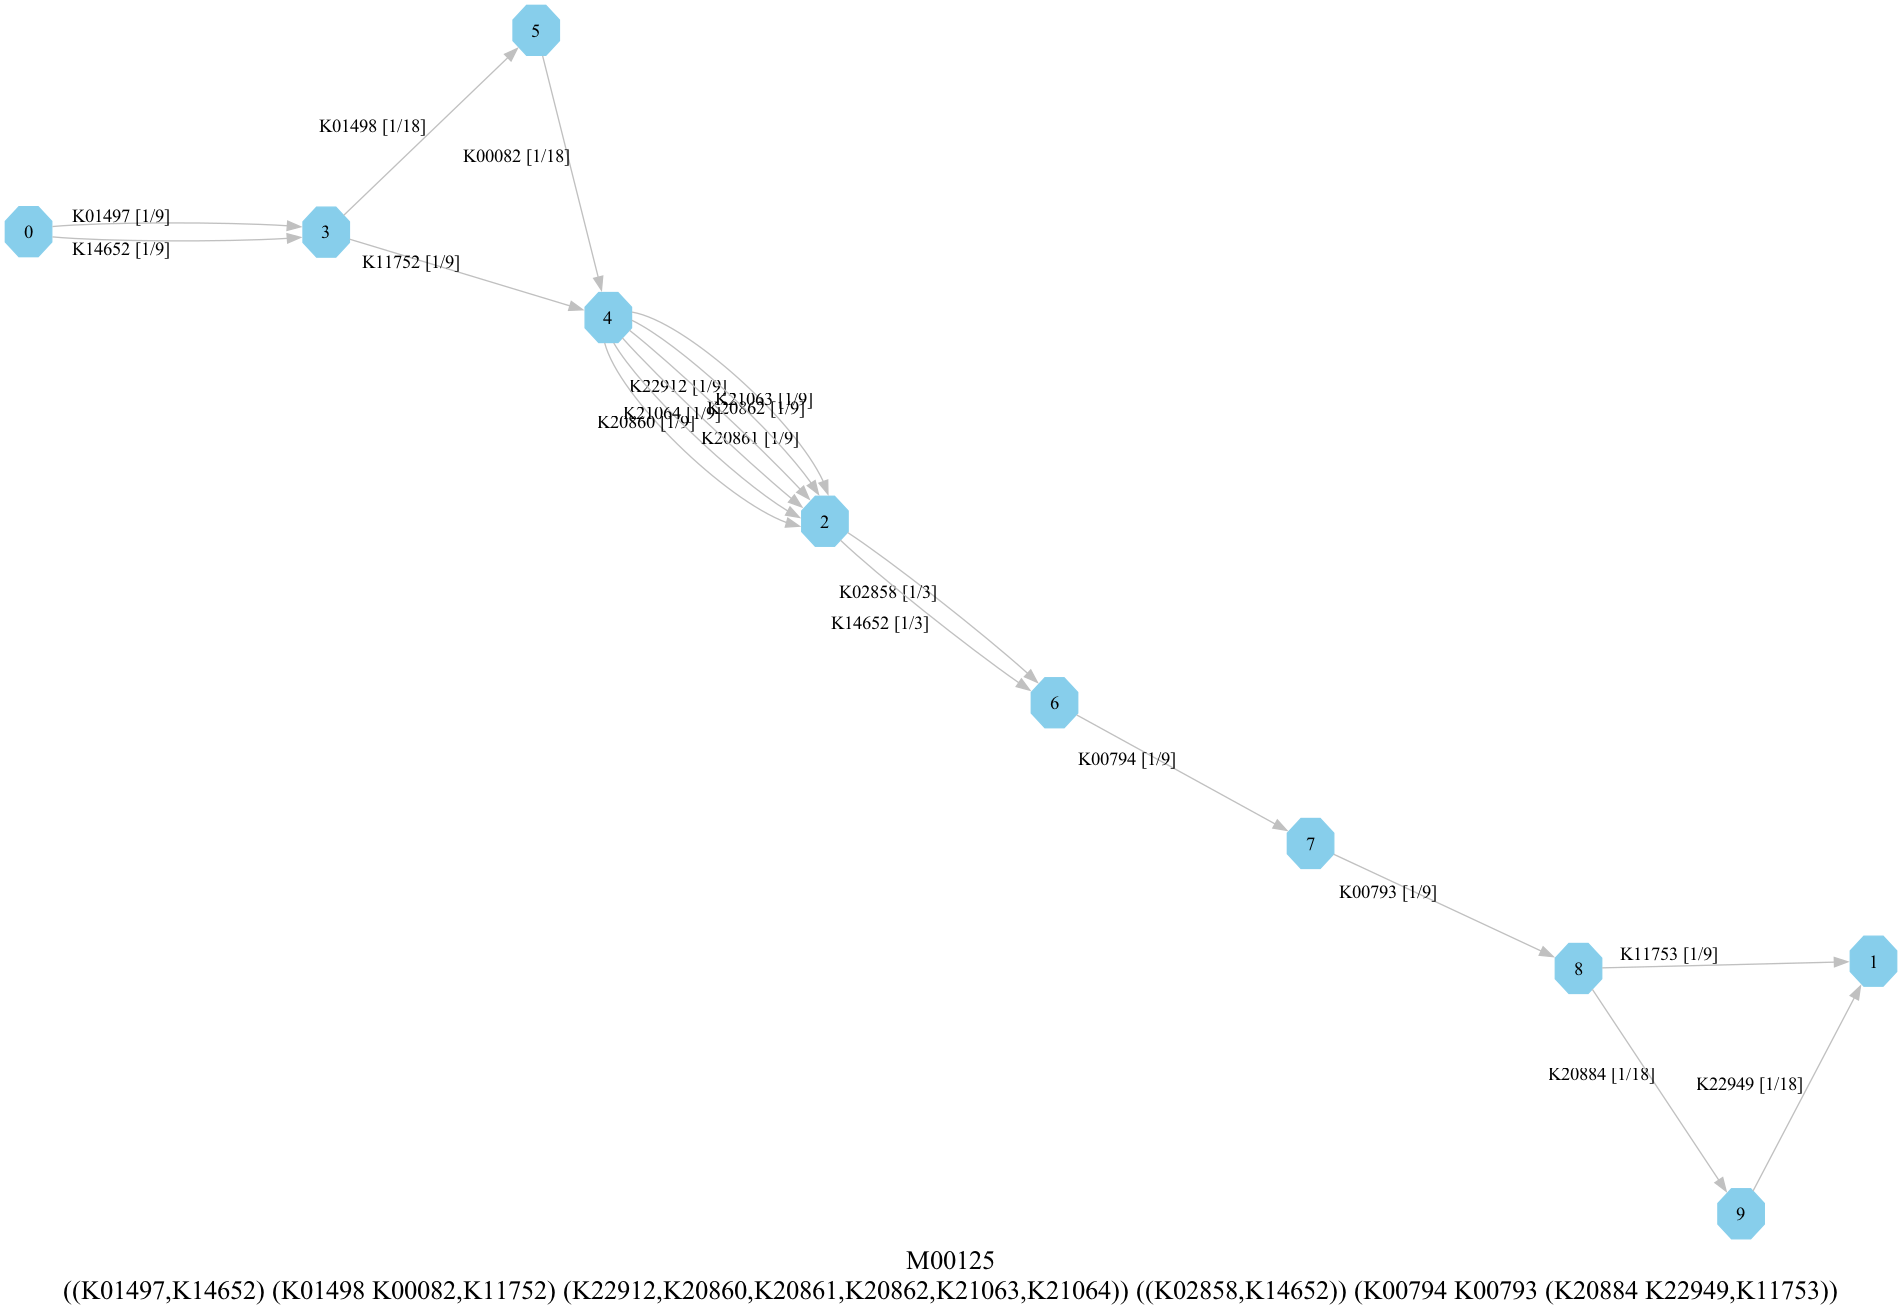 5
K01498 [1/18]
K00082 [1/18]
K01497 [1/9]
0
3
K14652 [1/9]
K11752 [1/9]
4
K22912 [1/9]
K21063 [1/9]
K20862 [1/9]
K21064 [1/9]
K20860 [1/9]
K20861 [1/9]
2
K02858 [1/3]
K14652 [1/3]
6
K00794 [1/9]
7
K00793 [1/9]
K11753 [1/9]
8
1
K20884 [1/18]
K22949 [1/18]
9
M00125
((K01497,K14652) (K01498 K00082,K11752) (K22912,K20860,K20861,K20862,K21063,K21064)) ((K02858,K14652)) (K00794 K00793 (K20884 K22949,K11753))